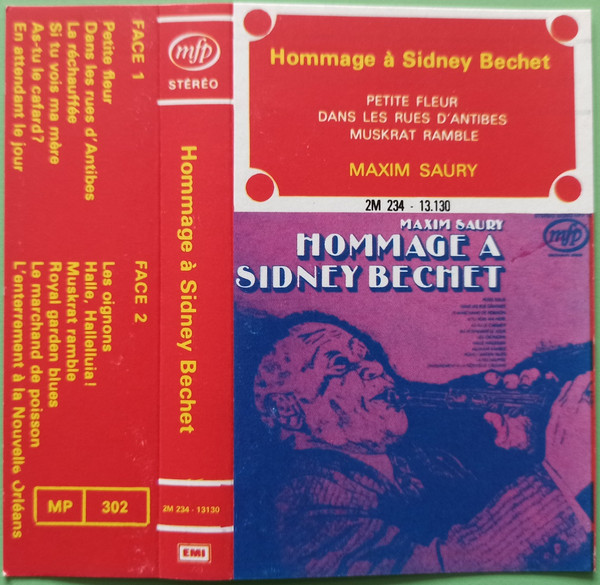 FACE 1
Petite fleur
Dans les rues d'Antibes
La réchauffée
Si tu vois ma mère
As-tu le cafard?
En attendant le jour
FACE 2
Les oignons
Halle, Hallelluia!
Muskrat ramble
Royal garden blues
Le marchand de poisson
L'enterrement à la Nouvelle Orléans
MP 302
mfp
STÉRÉO
Hommage à Sidney Bechet
2M 234 - 13130
EMI
Hommage à Sidney Bechet
PETITE FLEUR
DANS LES RUES D'ANTIBES
MUSKRAT RAMBLE
MAXIM SAURY
2M 234 - 13.130
MAXIM SAURY
HOMMAGE A
SIDNEY BECHET
mfp